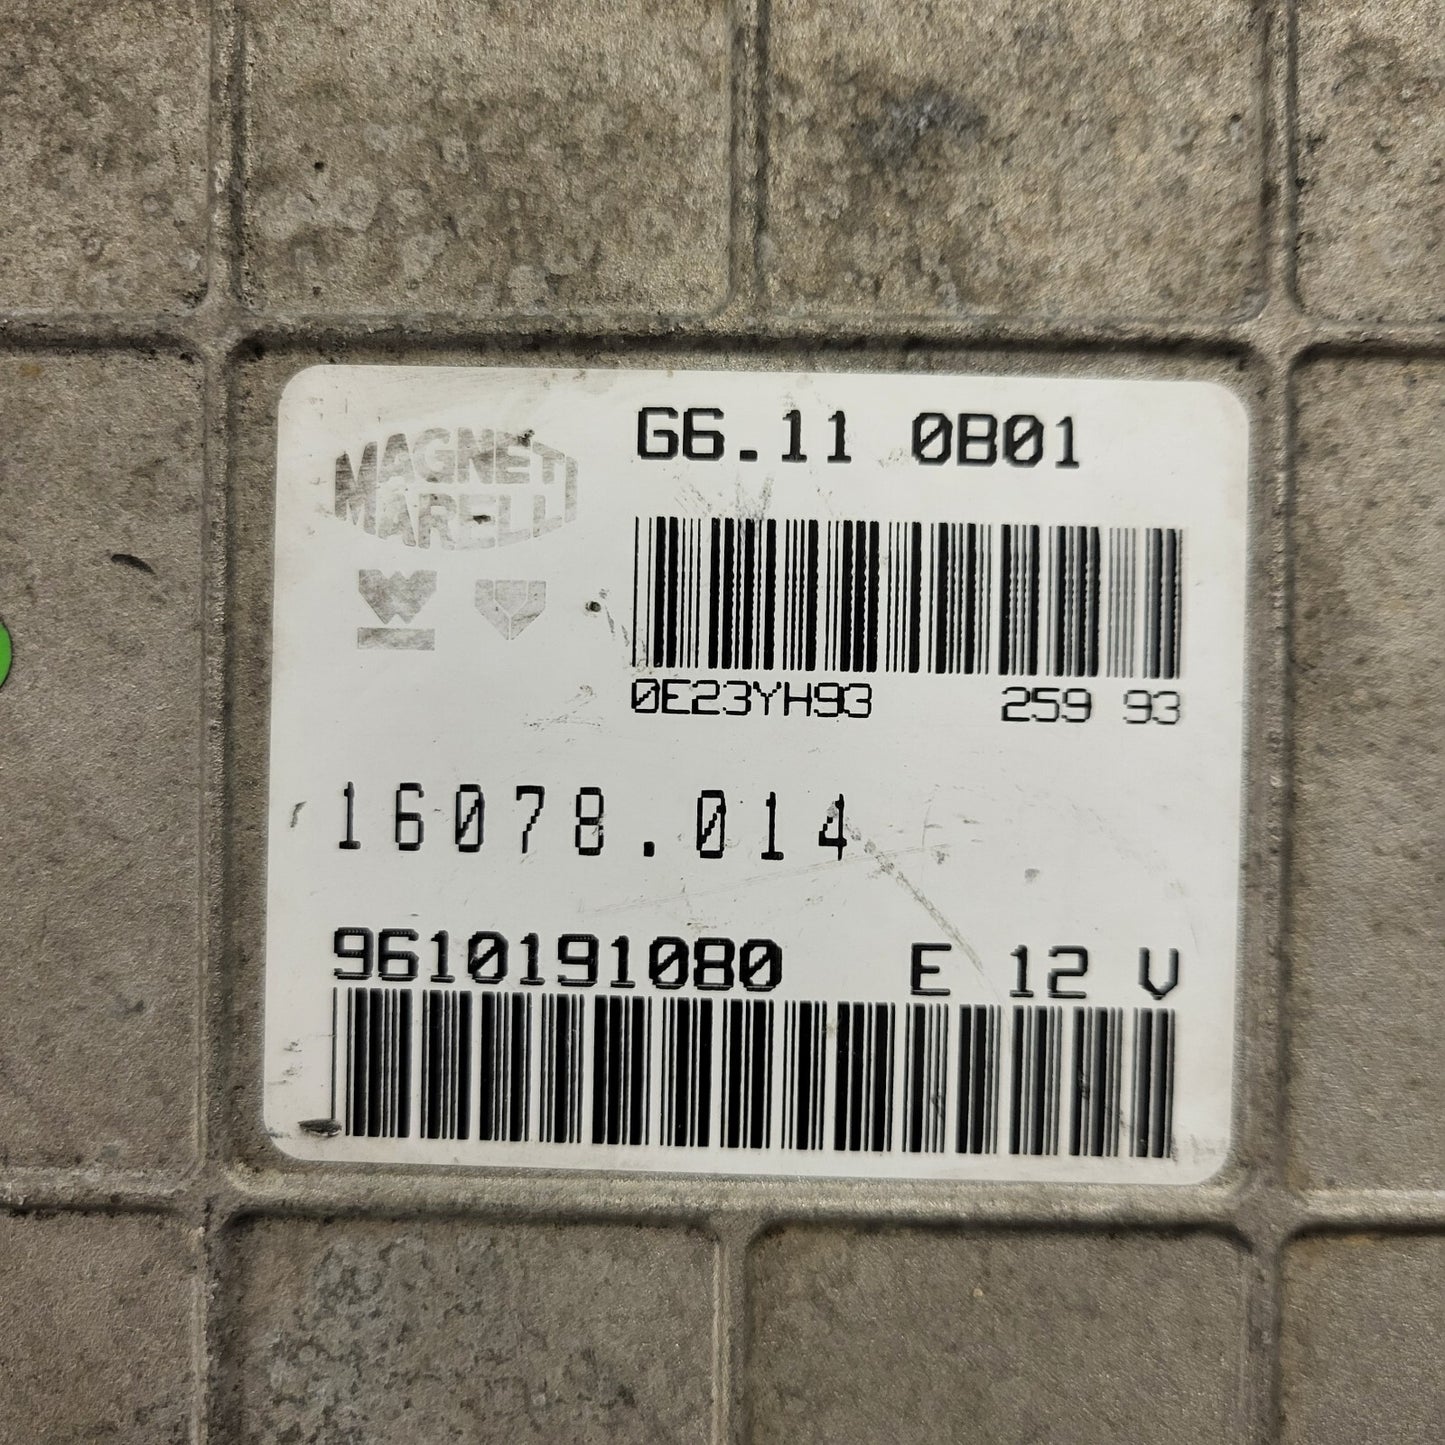 MAGNETI
MARELLI
G6.11 0B01
0E23YH93 259 93
16078.014
9610191080 E 12 V